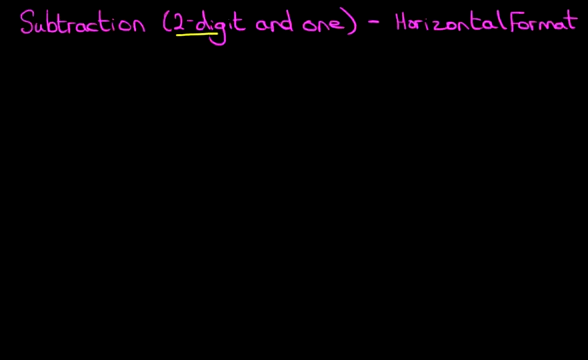 Subtraction (2-digit and one) - Horizontal Format